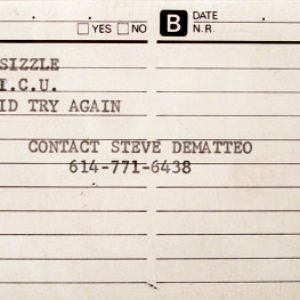 YES NO B DATE
N.R.
SIZZLE
I.C.U.
ID TRY AGAIN
CONTACT STEVE DEMATTEO
614-771-6438